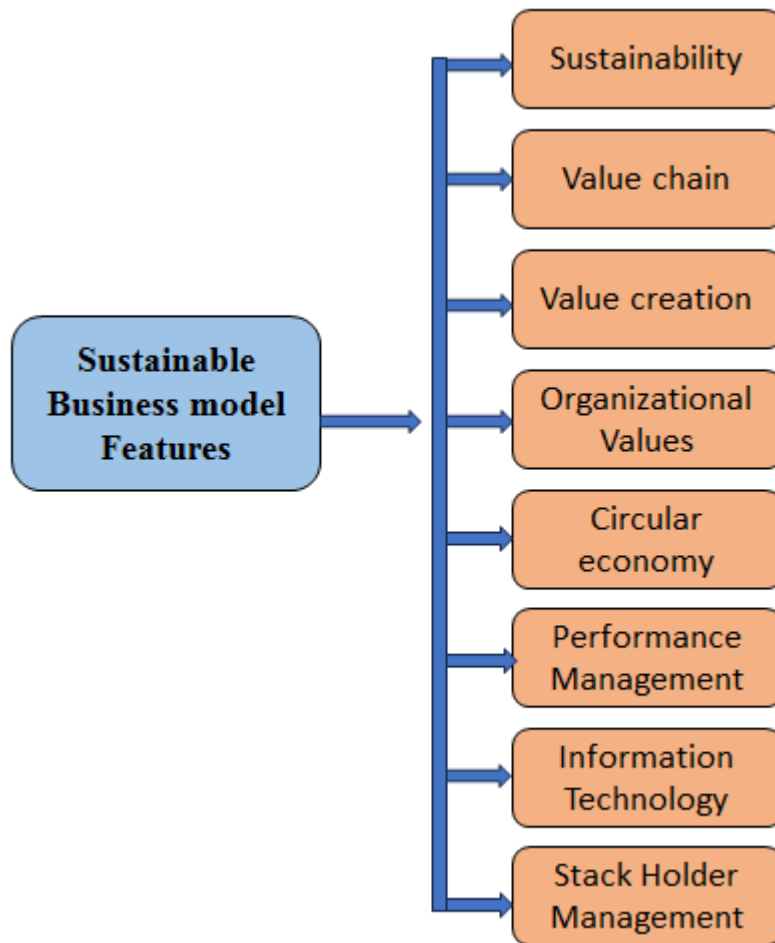 Sustainable
Business model
Features
Sustainability
Value chain
Value creation
Organizational
Values
Circular
economy
Performance
Management
Information
Technology
Stack Holder
Management